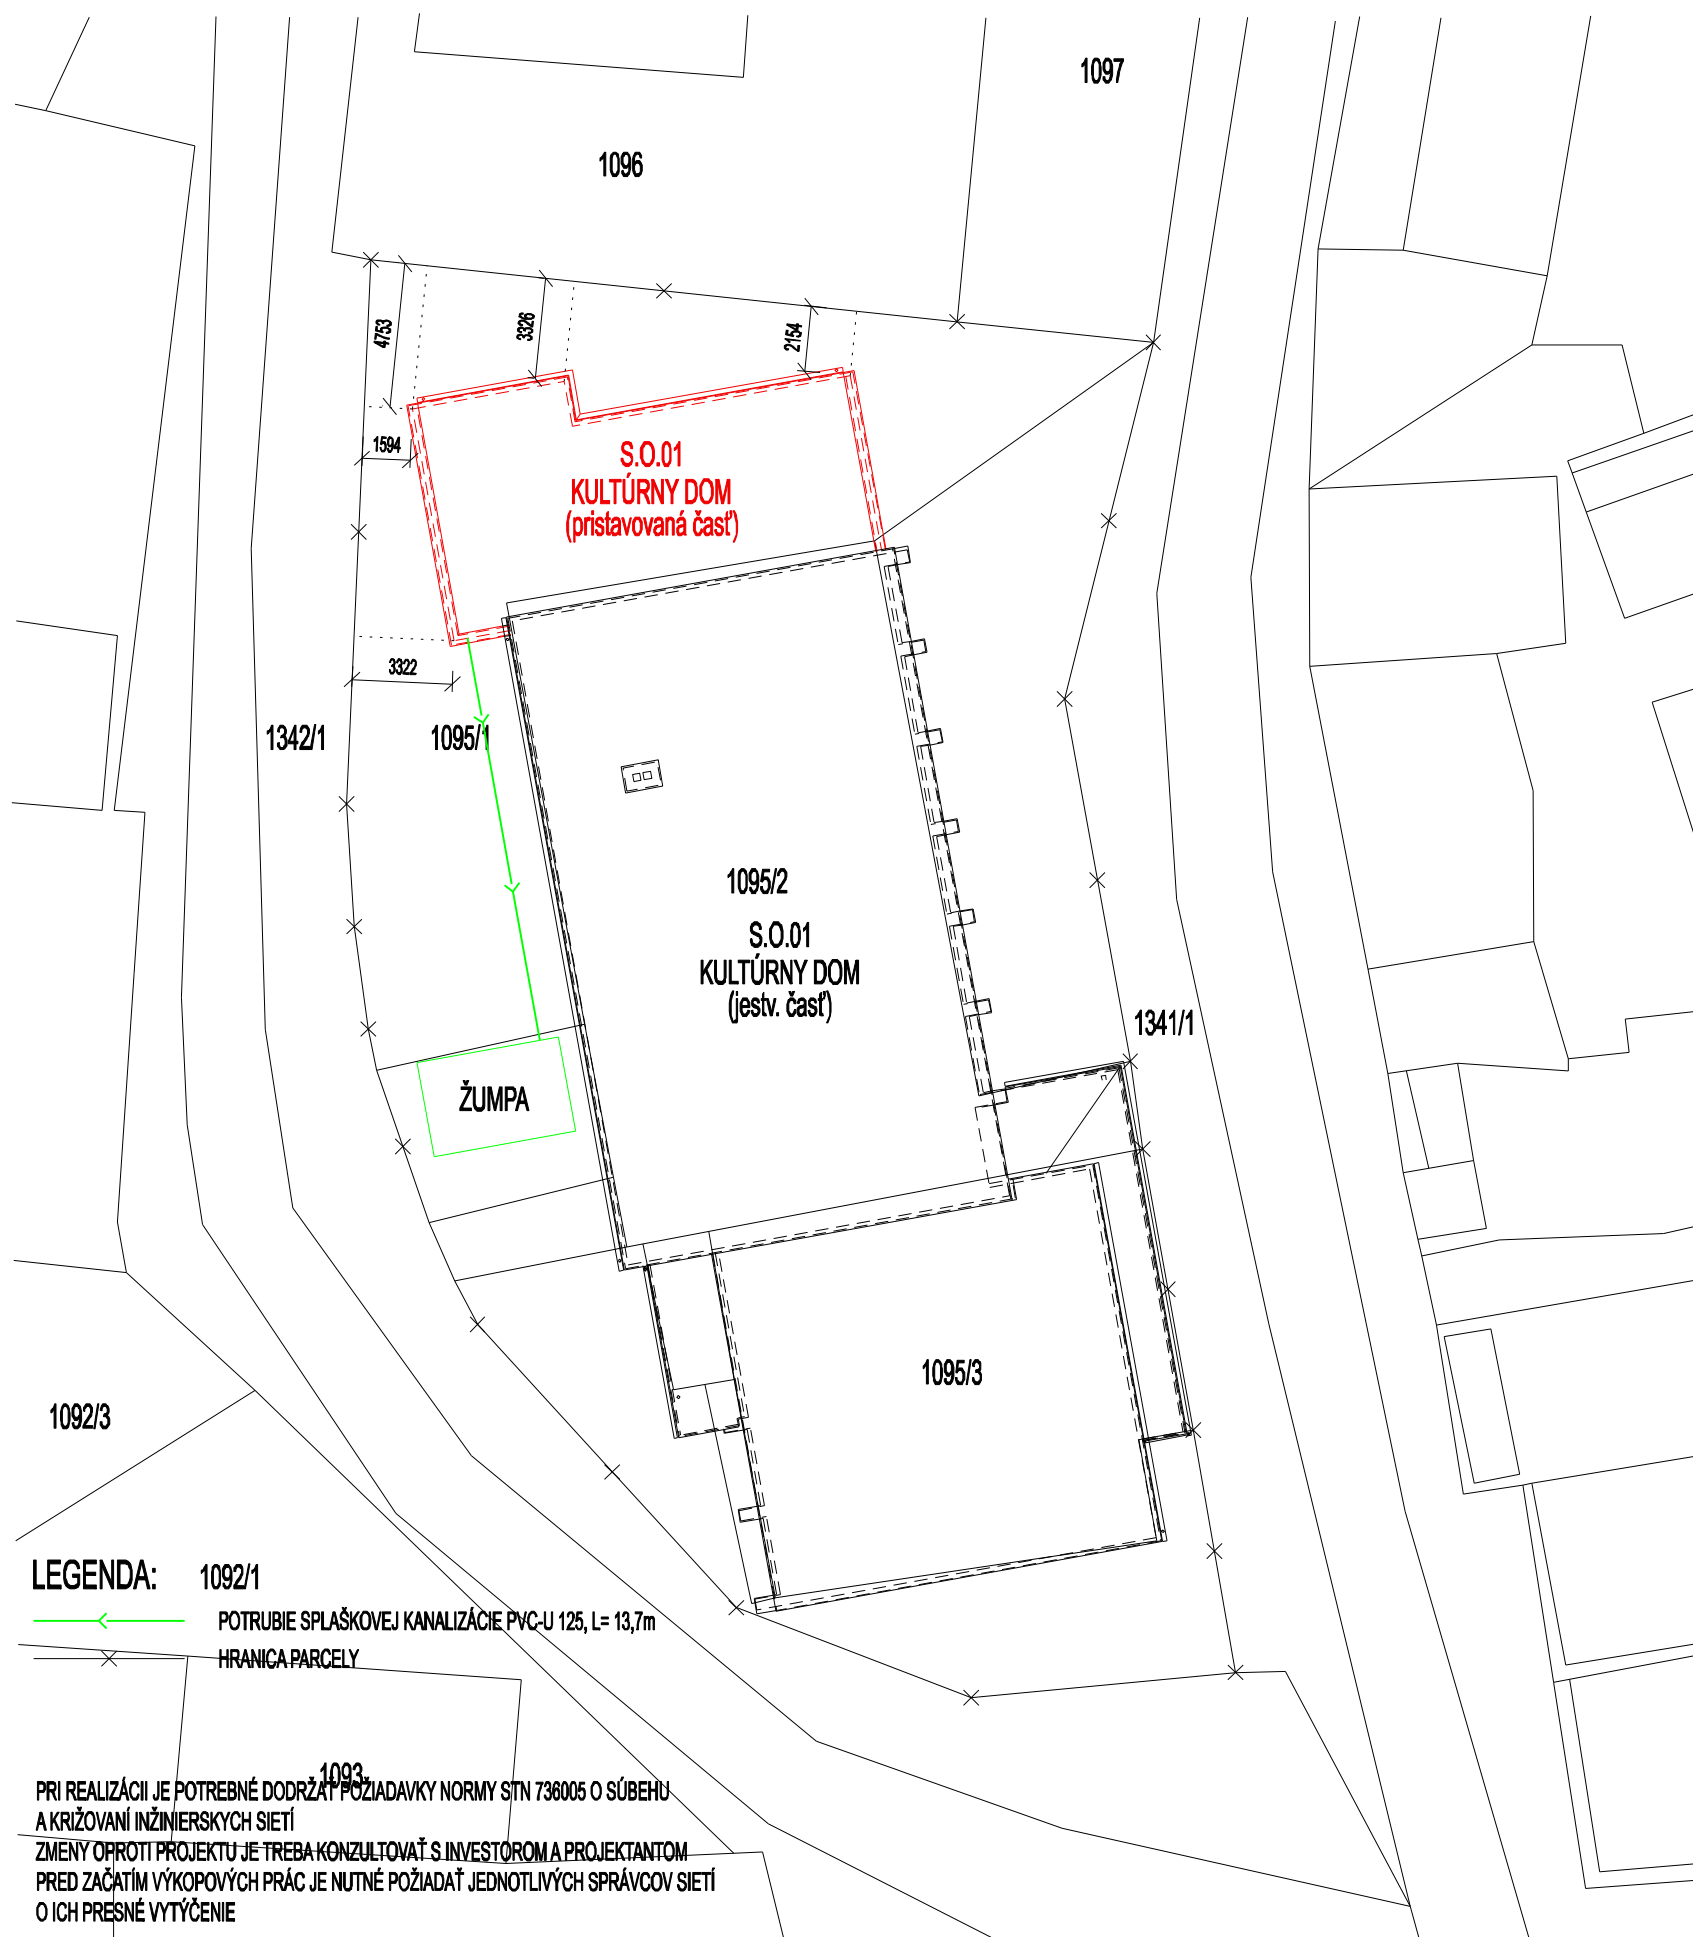 1097
1096
4753
3326
2154
1594
S.O.01
KULTÚRNY DOM
(pristavovaná časť)
3322
1342/1
1095/1
1095/2
S.O.01
KULTÚRNY DOM
(jestv. časť)
1341/1
ŽUMPA
1095/3
1092/3
LEGENDA:
1092/1
POTRUBIE SPLAŠKOVEJ KANALIZÁCIE PVC-U 125, L= 13,7m
HRANICA PARCELY
1093
PRI REALIZÁCII JE POTREBNÉ DODRŽAŤ POŽIADAVKY NORMY STN 736005 O SÚBEHU
A KRIŽOVANÍ INŽINIERSKYCH SIETÍ
ZMENY OPROTI PROJEKTU JE TREBA KONZULTOVAŤ S INVESTOROM A PROJEKTANTOM
PRED ZAČATÍM VÝKOPOVÝCH PRÁC JE NUTNÉ POŽIADAŤ JEDNOTLIVÝCH SPRÁVCOV SIETÍ
O ICH PRESNÉ VYTÝČENIE